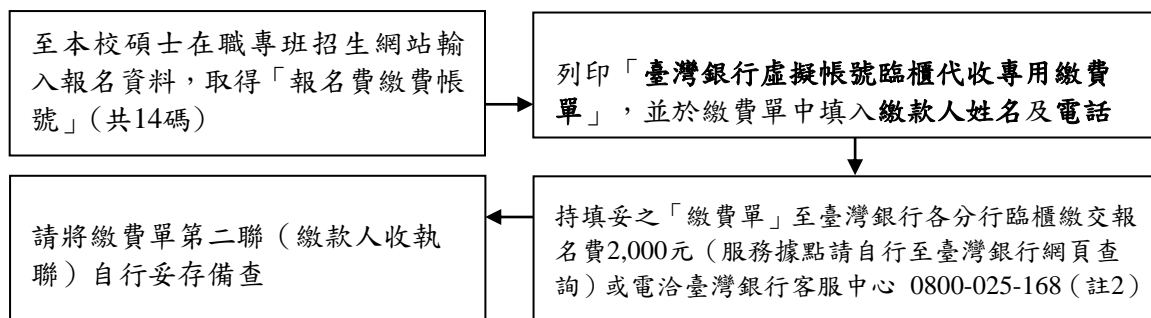 至本校碩士在職專班招生網站輸
入報名資料，取得「報名費繳費帳
號」（共14碼）
列印「臺灣銀行虛擬帳號臨櫃代收專用繳費
單」，並於繳費單中填入繳款人姓名及電話
持填妥之「繳費單」至臺灣銀行各分行臨櫃繳交報
名費2,000元（服務據點請自行至臺灣銀行網頁查
詢）或電洽臺灣銀行客服中心 0800-025-168（註2）
請將繳費單第二聯（繳款人收執
聯）自行妥存備查